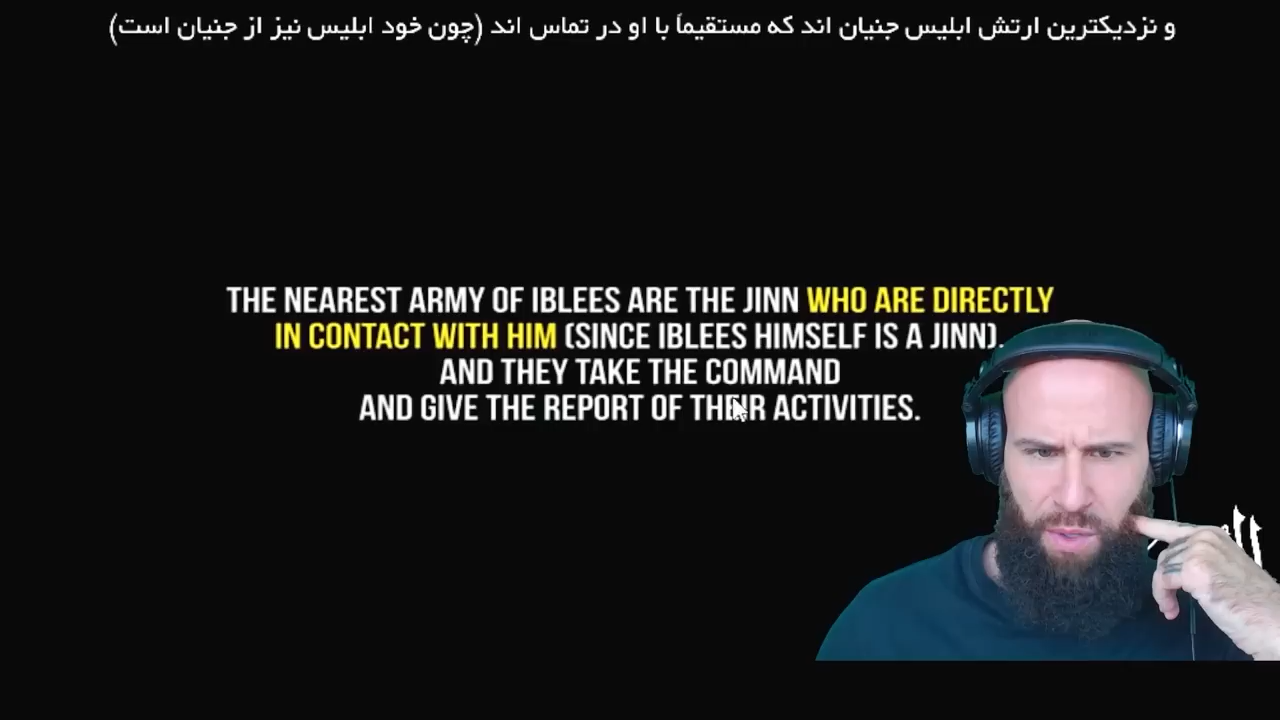 و نزدیکترین ارتش ابلیس جنیان اند که مستقیماً با او در تماس اند (چون خود ابلیس نیز از جنیان است)
THE NEAREST ARMY OF IBLEES ARE THE JINN WHO ARE DIRECTLY
IN CONTACT WITH HIM (SINCE IBLEES HIMSELF IS A JINN).
AND THEY TAKE THE COMMAND
AND GIVE THE REPORT OF THEIR ACTIVITIES.